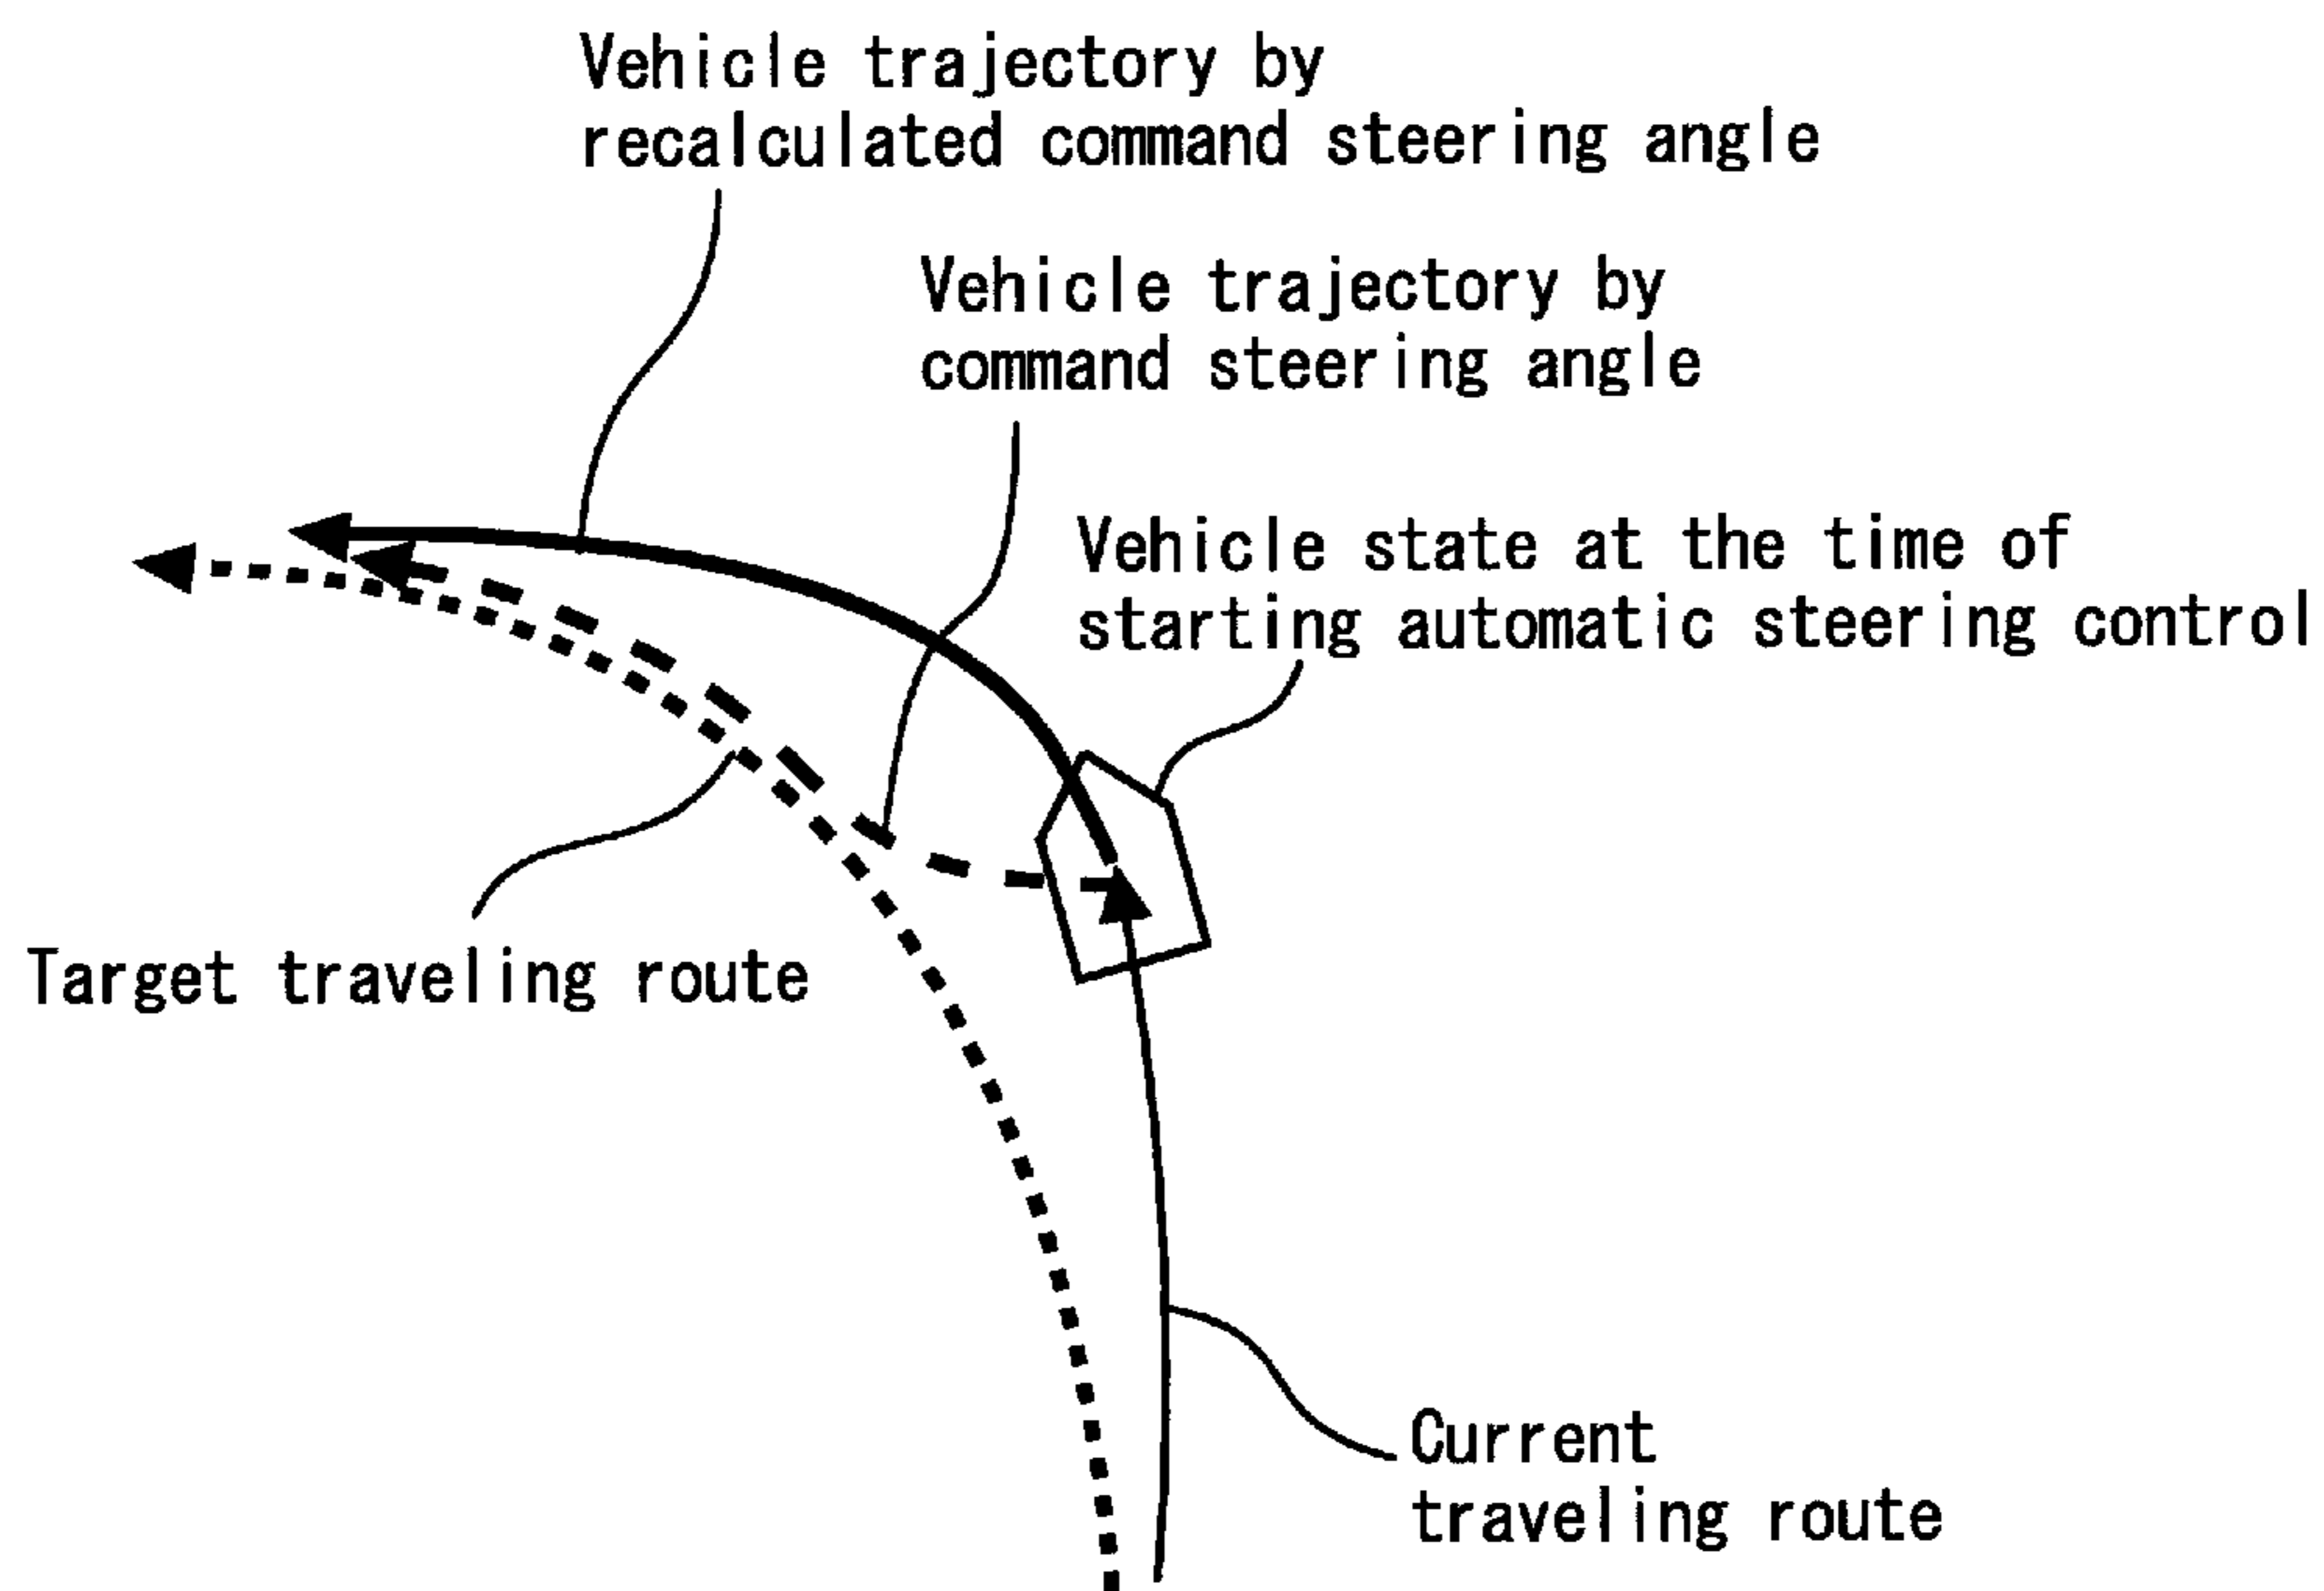 Vehicle trajectory by
recalculated command steering angle
Vehicle trajectory by
command steering angle
Vehicle state at the time of
starting automatic steering control
Target traveling route
Current
traveling route